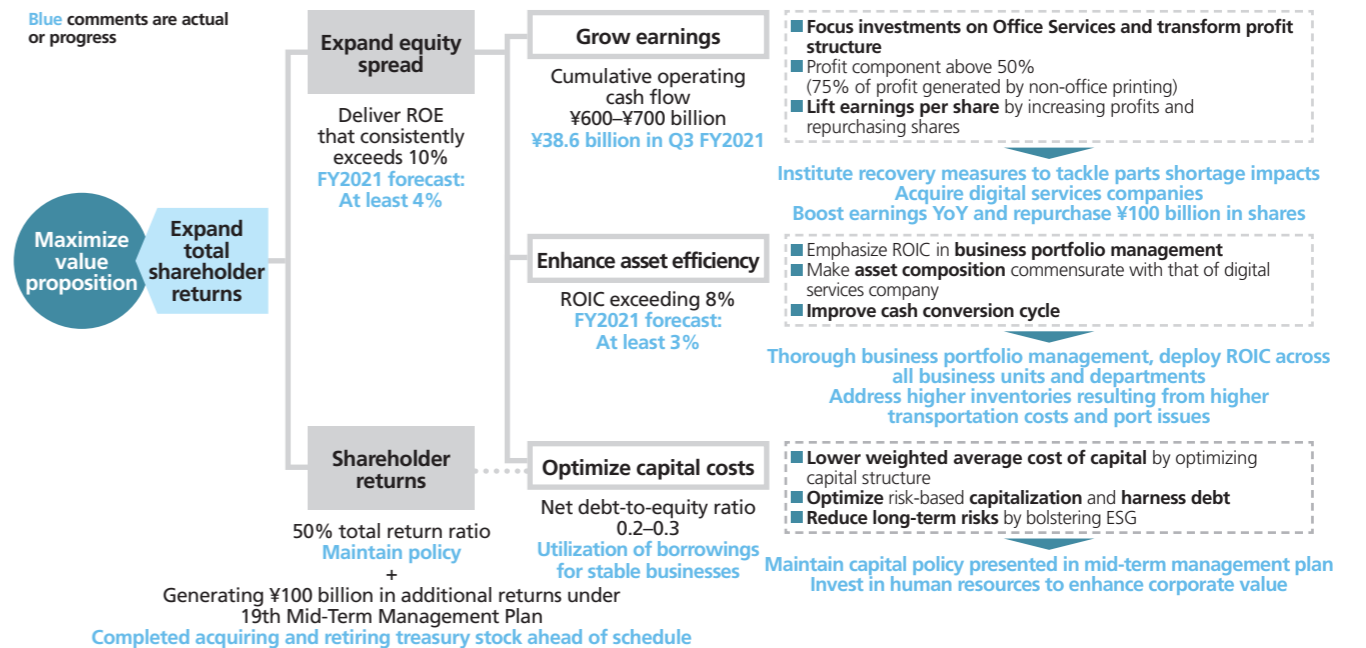 Blue comments are actual
or progress
Maximize
value
proposition
Expand
total
shareholder
returns
Expand equity
spread
Deliver ROE
that consistently
exceeds 10%
FY2021 forecast:
At least 4%
Shareholder
returns
50% total return ratio
Maintain policy
+
Generating ¥100 billion in additional returns under
19th Mid-Term Management Plan
Completed acquiring and retiring treasury stock ahead of schedule
Grow earnings
Cumulative operating
cash flow
¥600–¥700 billion
¥38.6 billion in Q3 FY2021
Focus investments on Office Services and transform profit
structure
Profit component above 50%
(75% of profit generated by non-office printing)
Lift earnings per share by increasing profits and
repurchasing shares
Institute recovery measures to tackle parts shortage impacts
Acquire digital services companies
Boost earnings YoY and repurchase ¥100 billion in shares
Enhance asset efficiency
ROIC exceeding 8%
FY2021 forecast:
At least 3%
Emphasize ROIC in business portfolio management
Make asset composition commensurate with that of digital
services company
Improve cash conversion cycle
Thorough business portfolio management, deploy ROIC across
all business units and departments
Address higher inventories resulting from higher
transportation costs and port issues
Optimize capital costs
Net debt-to-equity ratio
0.2–0.3
Utilization of borrowings
for stable businesses
Lower weighted average cost of capital by optimizing
capital structure
Optimize risk-based capitalization and harness debt
Reduce long-term risks by bolstering ESG
Maintain capital policy presented in mid-term management plan
Invest in human resources to enhance corporate value